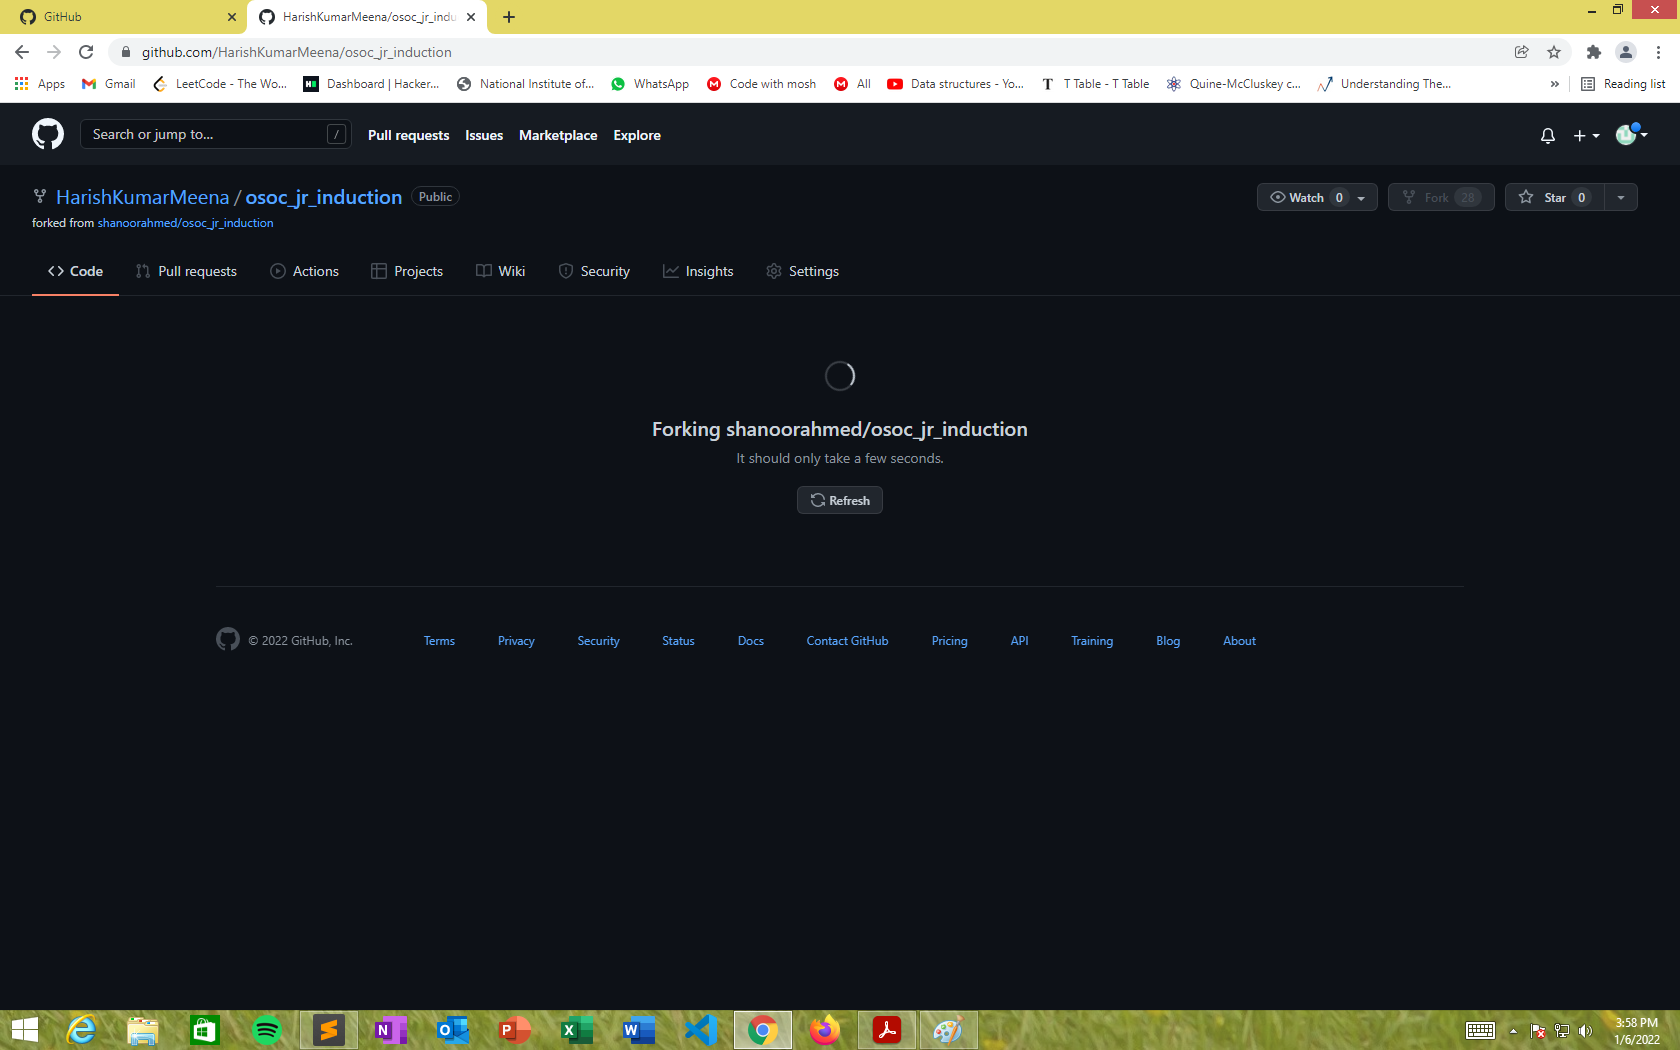 GitHub
HarishKumarMeena/osoc_jr_indu
github.com/HarishKumarMeena/osoc_jr_induction
Apps Gmail LeetCode - The Wo... Dashboard | Hacker... National Institute of... WhatsApp Code with mosh All Data structures - Yo... T Table - T Table Quine-McCluskey c... Understanding The... » Reading list
Search or jump to... / Pull requests Issues Marketplace Explore
HarishKumarMeena / osoc_jr_induction Public Watch 0 Fork 28 Star 0
forked from shanoorahmed/osoc_jr_induction
Code Pull requests Actions Projects Wiki Security Insights Settings
Forking shanoorahmed/osoc_jr_induction
It should only take a few seconds.
Refresh
© 2022 GitHub, Inc. Terms Privacy Security Status Docs Contact GitHub Pricing API Training Blog About
3:58 PM
1/6/2022